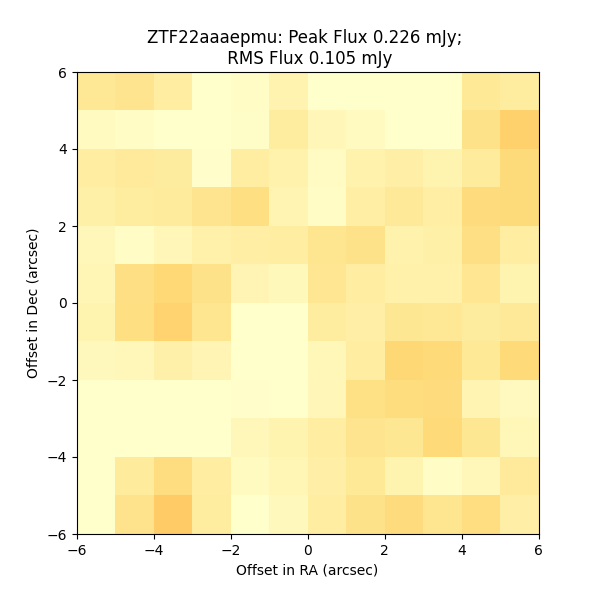 ZTF22aaaepmu: Peak Flux 0.226 mJy;
RMS Flux 0.105 mJy
6
4
2
0
−2
−4
−6
Offset in Dec (arcsec)
−6 −4 −2 0 2 4 6
Offset in RA (arcsec)